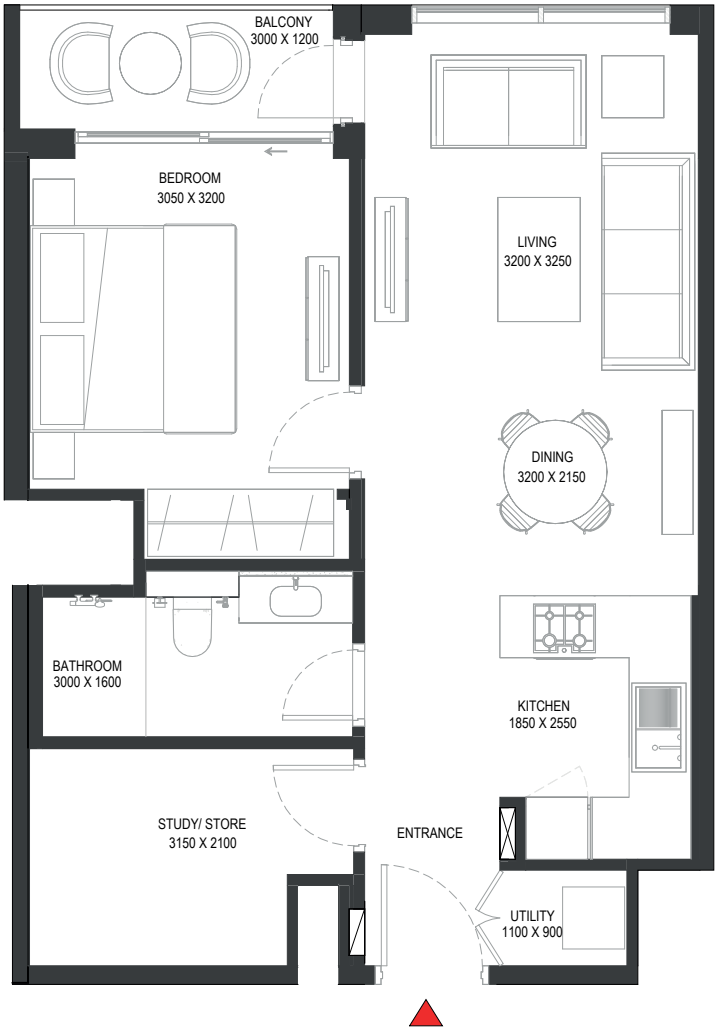 BALCONY
3000 X 1200
BEDROOM
3050 X 3200
LIVING
3200 X 3250
DINING
3200 X 2150
BATHROOM
3000 X 1600
KITCHEN
1850 X 2550
STUDY/ STORE
3150 X 2100
ENTRANCE
UTILITY
1100 X 900